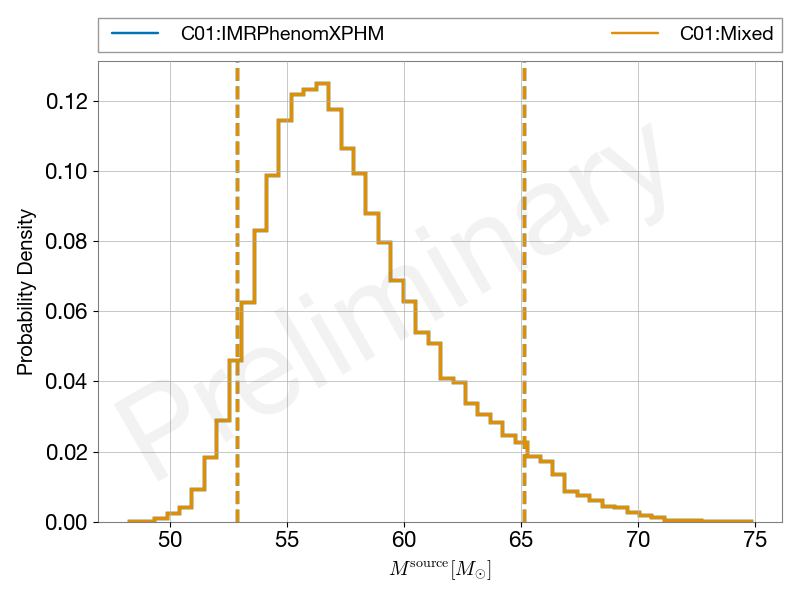 C01:IMRPhenomXPHM C01:Mixed
0.12
0.10
0.08
0.06
0.04
0.02
0.00
Probability Density
Preliminary
50 55 60 65 70 75
M^source [M_⊙]